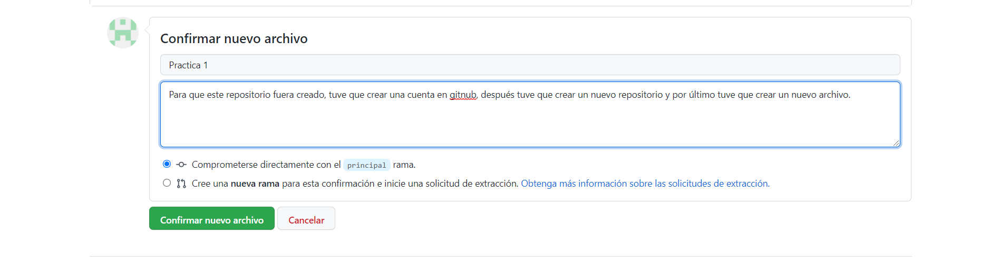 Confirmar nuevo archivo
Practica 1
Para que este repositorio fuera creado, tuve que crear una cuenta en gitnub, después tuve que crear un nuevo repositorio y por último tuve que crear un nuevo archivo.
Comprometerse directamente con el principal rama.
Cree una nueva rama para esta confirmación e inicie una solicitud de extracción. Obtenga más información sobre las solicitudes de extracción.
Confirmar nuevo archivo Cancelar